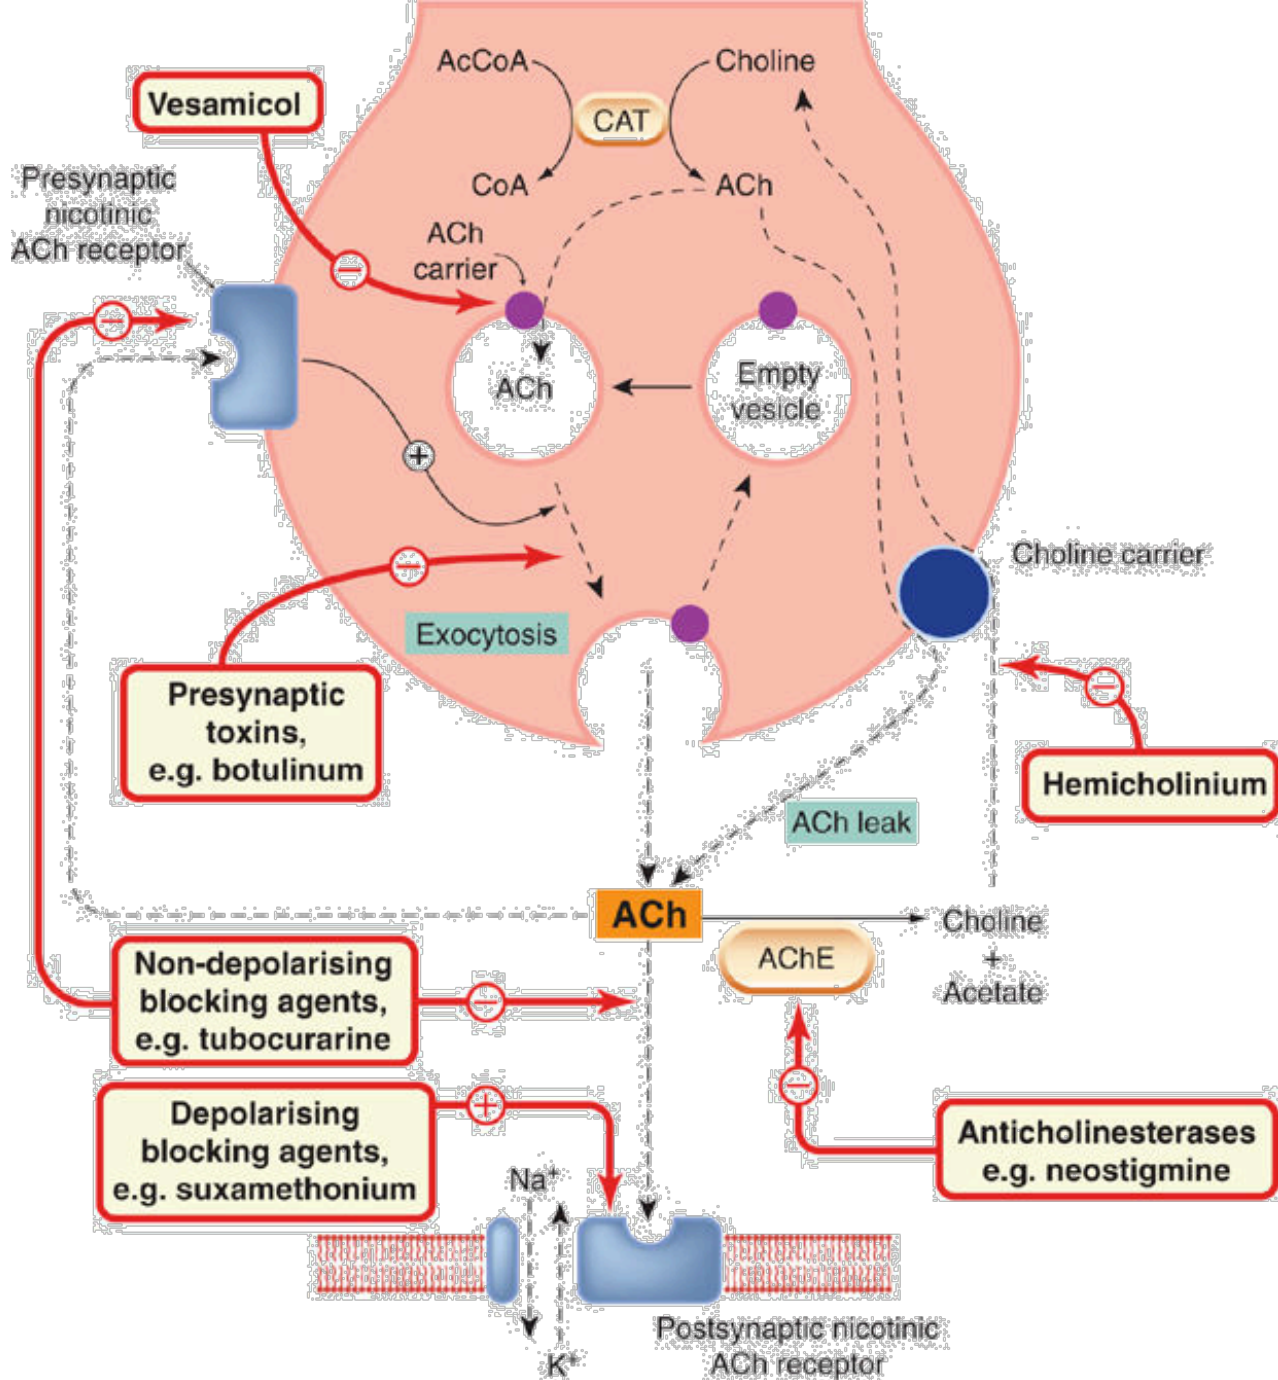 AcCoA
Choline
Vesamicol
CAT
Presynaptic
nicotinic
ACh receptor
CoA
ACh
ACh
carrier
ACh
Empty
vesicle
+
Choline carrier
Exocytosis
Presynaptic
toxins,
e.g. botulinum
Hemicholinium
ACh leak
ACh
Choline
+
Acetate
AChE
Non-depolarising
blocking agents,
e.g. tubocurarine
Depolarising
blocking agents,
e.g. suxamethonium
Anticholinesterases
e.g. neostigmine
Na⁺
K⁺
Postsynaptic nicotinic
ACh receptor